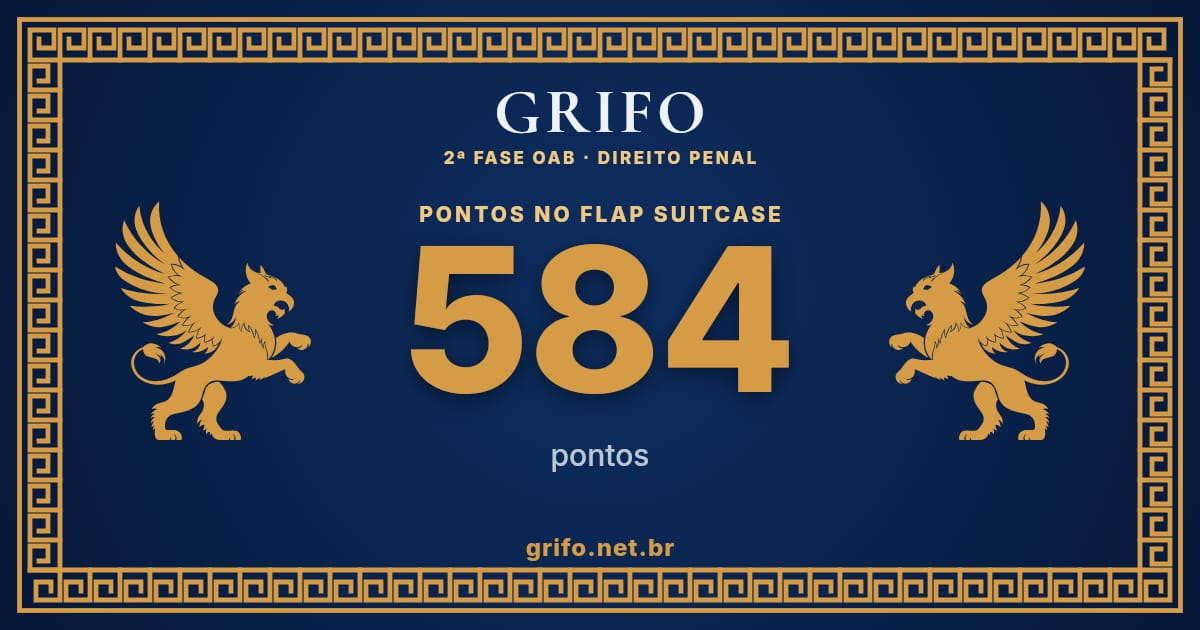 GRIFO
2ª FASE OAB · DIREITO PENAL
PONTOS NO FLAP SUITCASE
584
pontos
grifo.net.br